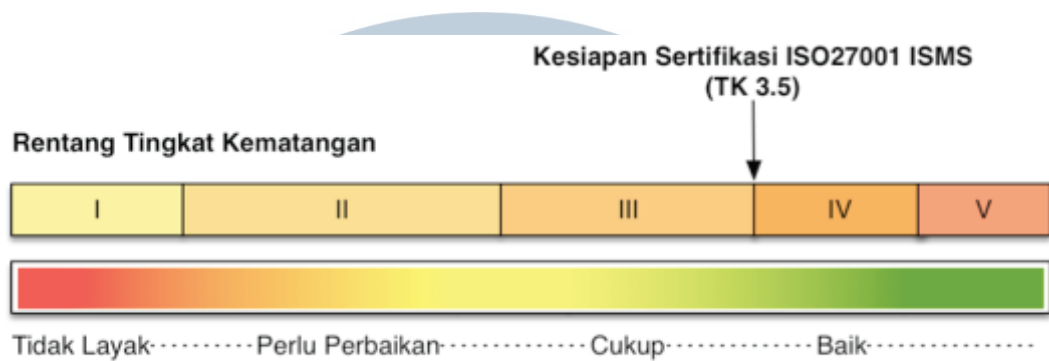 Kesiapan Sertifikasi ISO27001 ISMS
(TK 3.5)
Rentang Tingkat Kematangan
I II III IV V
Tidak Layak·········Perlu Perbaikan·············Cukup·············Baik··············